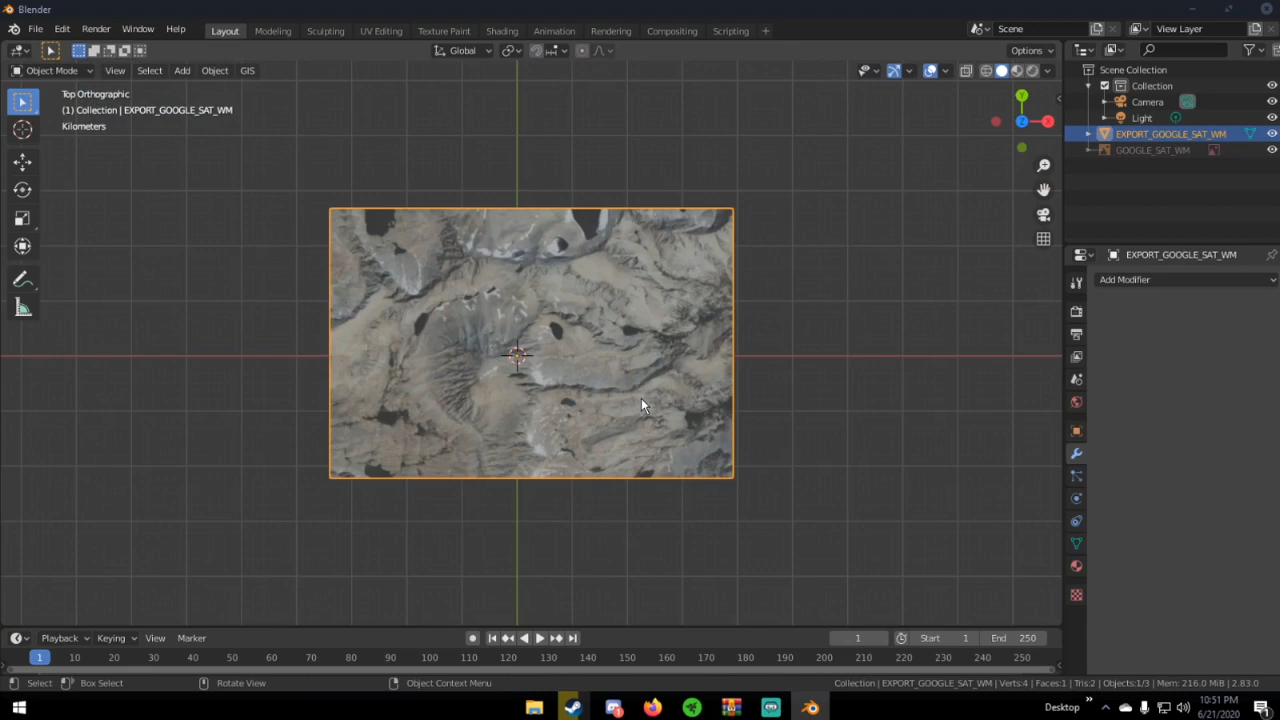 Blender
File Edit Render Window Help
Layout Modeling Sculpting UV Editing Texture Paint Shading Animation Rendering Compositing Scripting +
Scene
View Layer
Global
Options
Object Mode View Select Add Object GIS
Top Orthographic
(1) Collection | EXPORT_GOOGLE_SAT_WM
Kilometers
Y
X
Z
Scene Collection
Collection
Camera
Light
EXPORT_GOOGLE_SAT_WM
GOOGLE_SAT_WM
EXPORT_GOOGLE_SAT_WM
Add Modifier
Playback Keying View Marker
1
Start 1 End 250
1 10 20 30 40 50 60 70 80 90 100 110 120 130 140 150 160 170 180 190 200 210 220 230 240 250
Select Box Select Rotate View Object Context Menu
Collection | EXPORT_GOOGLE_SAT_WM | Verts:4 | Faces:1 | Tris:2 | Objects:1/3 | Mem: 216.0 MiB | 2.83.0
Desktop
10:51 PM
6/21/2020
1